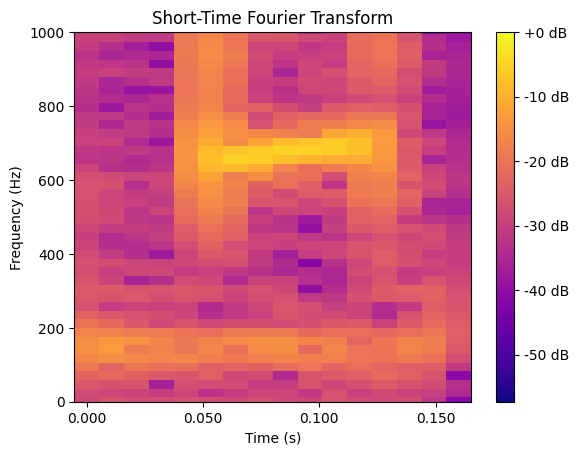 Short-Time Fourier Transform
1000
800
600
400
200
0
Frequency (Hz)
0.000
0.050
0.100
0.150
Time (s)
+0 dB
-10 dB
-20 dB
-30 dB
-40 dB
-50 dB